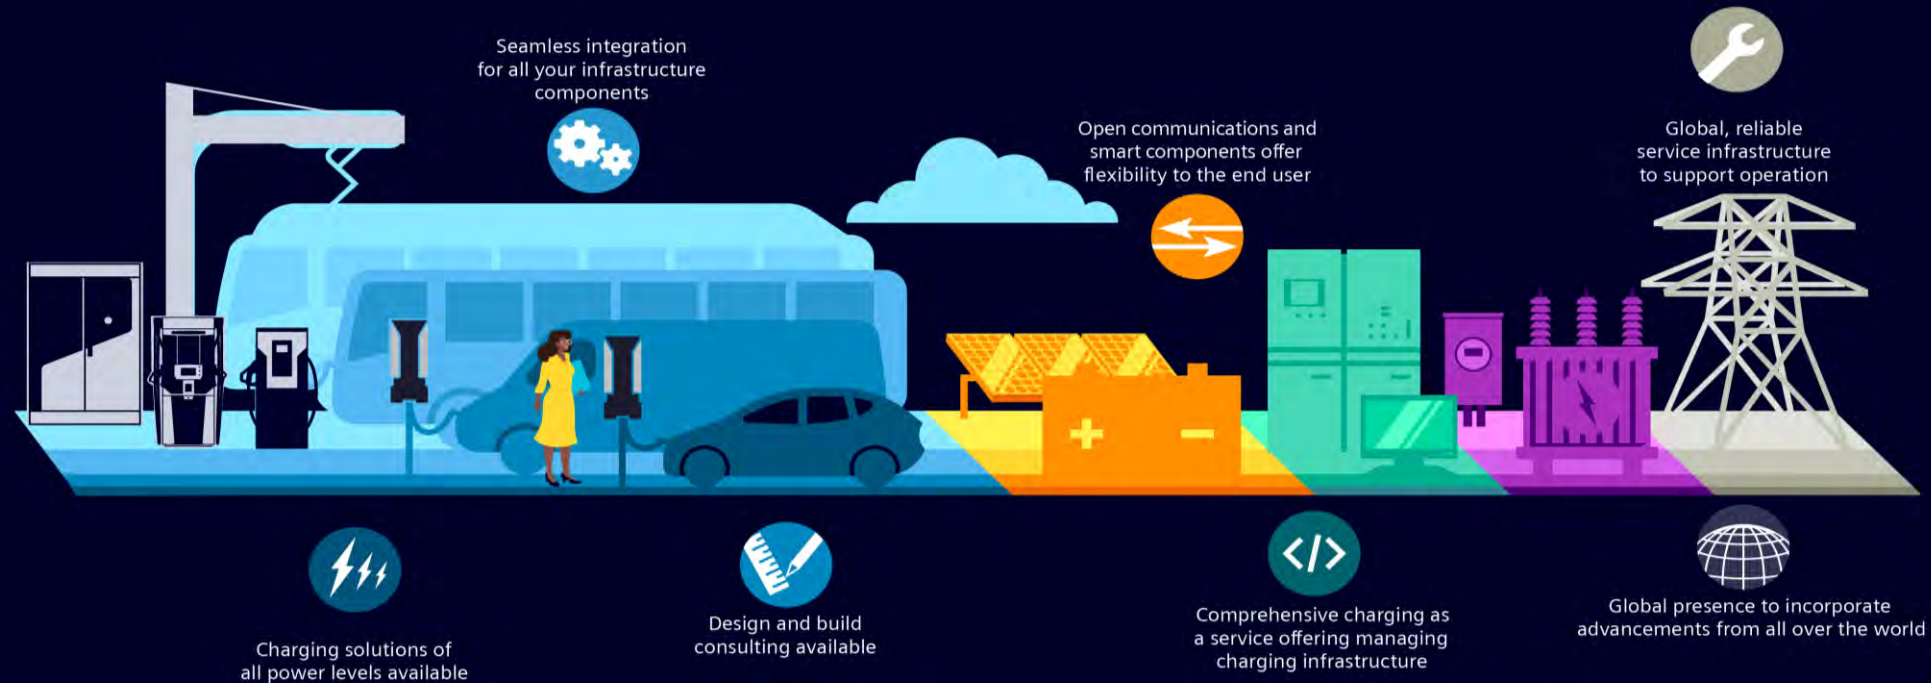 Seamless integration
for all your infrastructure
components
Open communications and
smart components offer
flexibility to the end user
Global, reliable
service infrastructure
to support operation
Charging solutions of
all power levels available
Design and build
consulting available
Comprehensive charging as
a service offering managing
charging infrastructure
Global presence to incorporate
advancements from all over the world